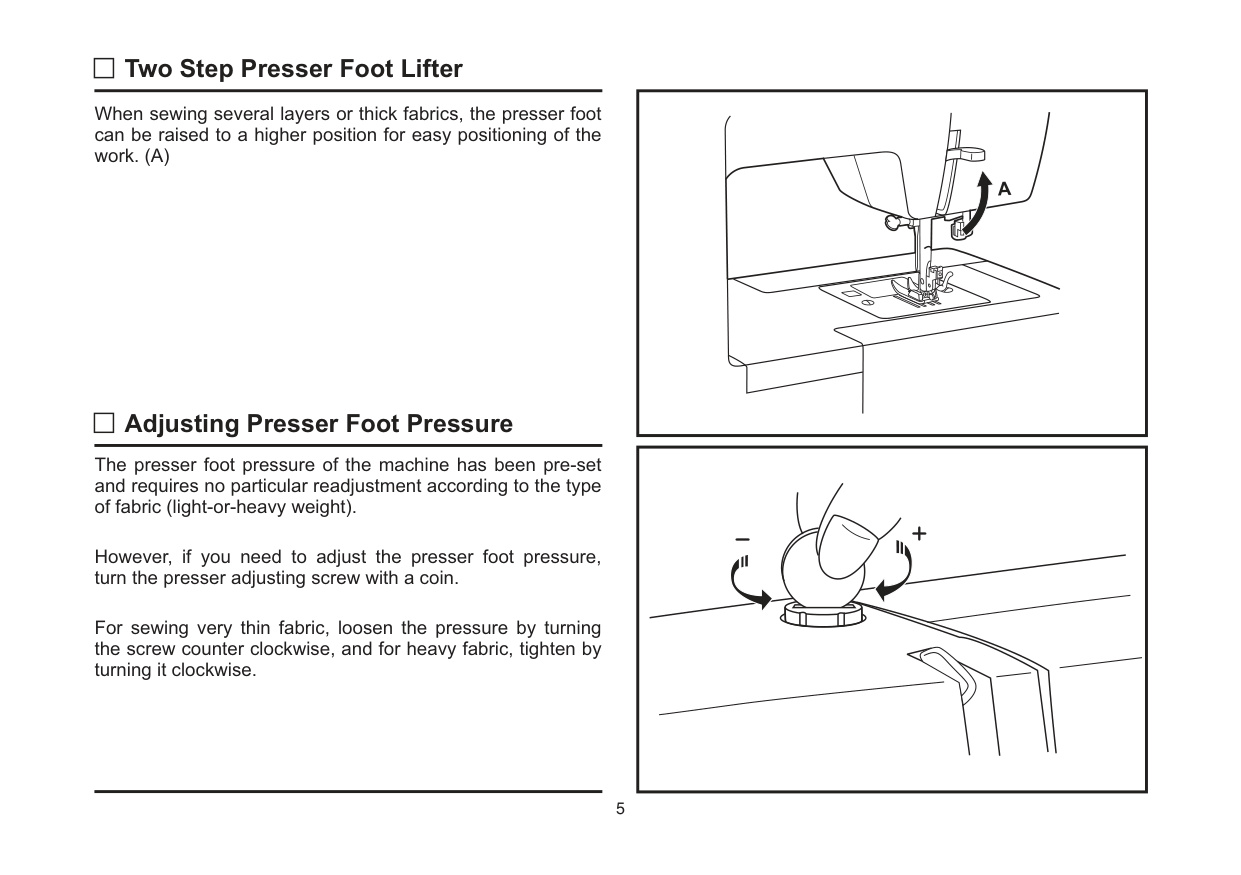 Two Step Presser Foot Lifter
When sewing several layers or thick fabrics, the presser foot
can be raised to a higher position for easy positioning of the
work. (A)
A
Adjusting Presser Foot Pressure
The presser foot pressure of the machine has been pre-set
and requires no particular readjustment according to the type
of fabric (light-or-heavy weight).
However, if you need to adjust the presser foot pressure,
turn the presser adjusting screw with a coin.
For sewing very thin fabric, loosen the pressure by turning
the screw counter clockwise, and for heavy fabric, tighten by
turning it clockwise.
- +
5